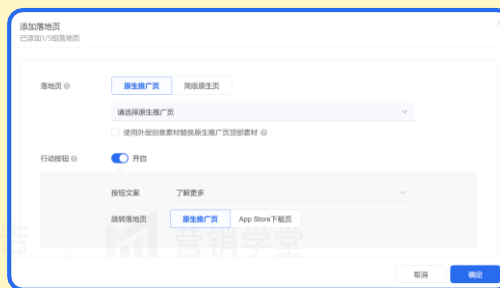 添加落地页
已添加1/5组落地页
落地页
原生推广页 简版原生页
请选择原生推广页
使用外层创意素材替换原生推广页顶部素材
行动按钮 开启
按钮文案 了解更多
跳转落地页 原生推广页 App Store下载页
告 营销学堂
取消 确定